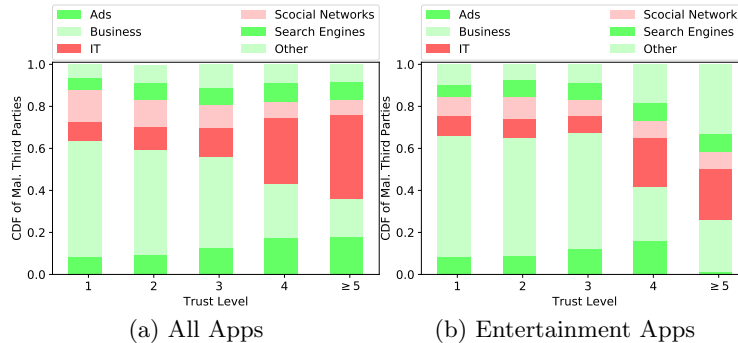 Ads
Business
IT
Scocial Networks
Search Engines
Other
CDF of Mal. Third Parties
1.0
0.8
0.6
0.4
0.2
0.0
1 2 3 4 ≥ 5
Trust Level
(a) All Apps
Ads
Business
IT
Scocial Networks
Search Engines
Other
CDF of Mal. Third Parties
1.0
0.8
0.6
0.4
0.2
0.0
1 2 3 4 ≥ 5
Trust Level
(b) Entertainment Apps